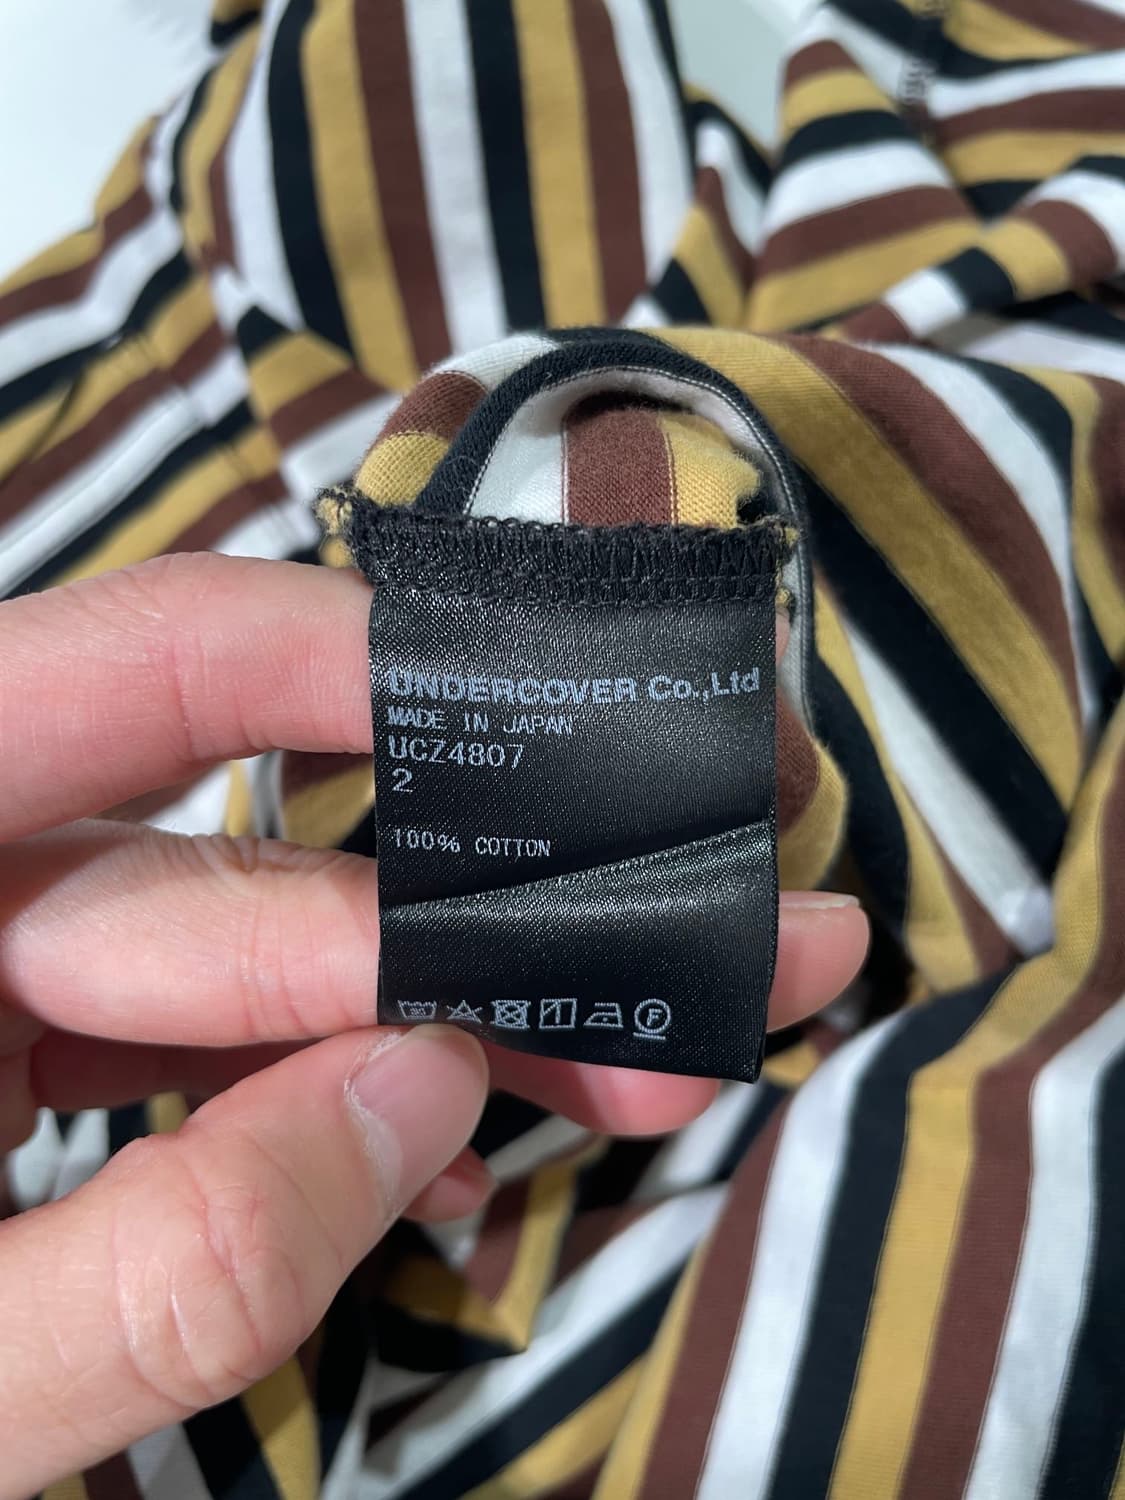 UNDERCOVER Co.,Ltd
MADE IN JAPAN
UCZ4807
2
100% COTTON
F